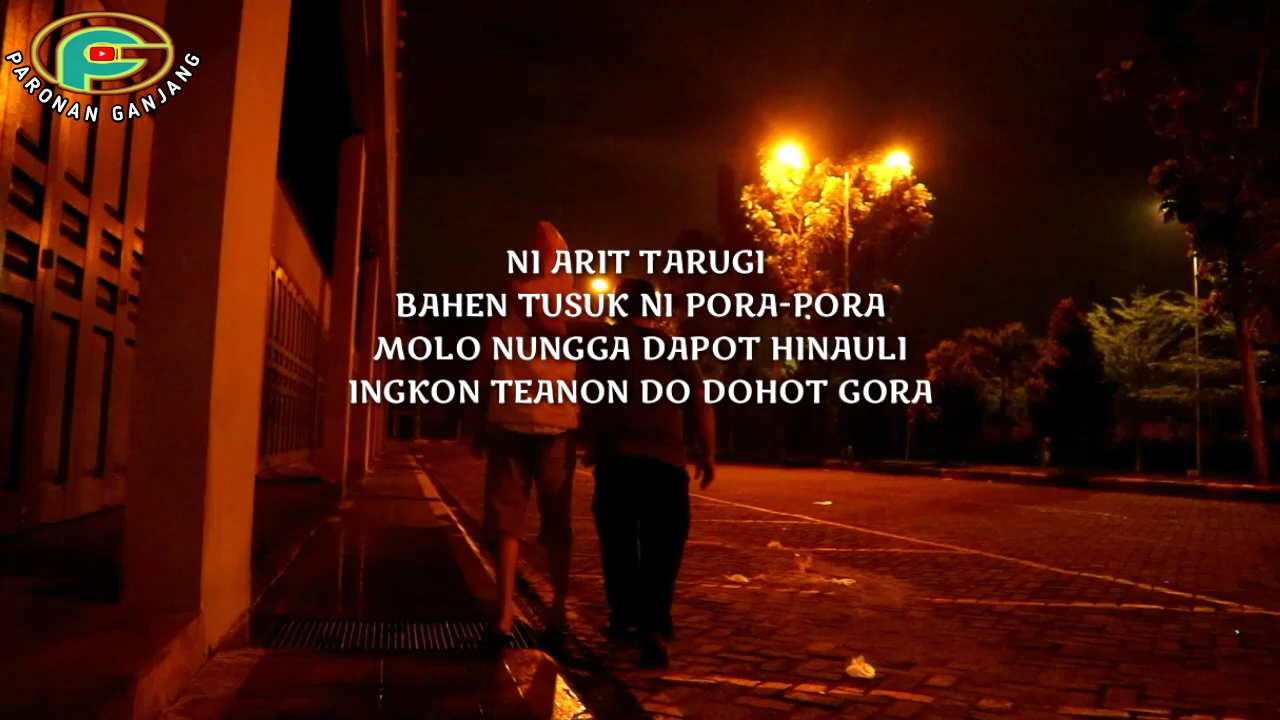 PARONAN GANJANG
NI ARIT TARUGI
BAHEN TUSUK NI PORA-PORA
MOLO NUNGGA DAPOT HINAULI
INGKON TEANON DO DOHOT GORA